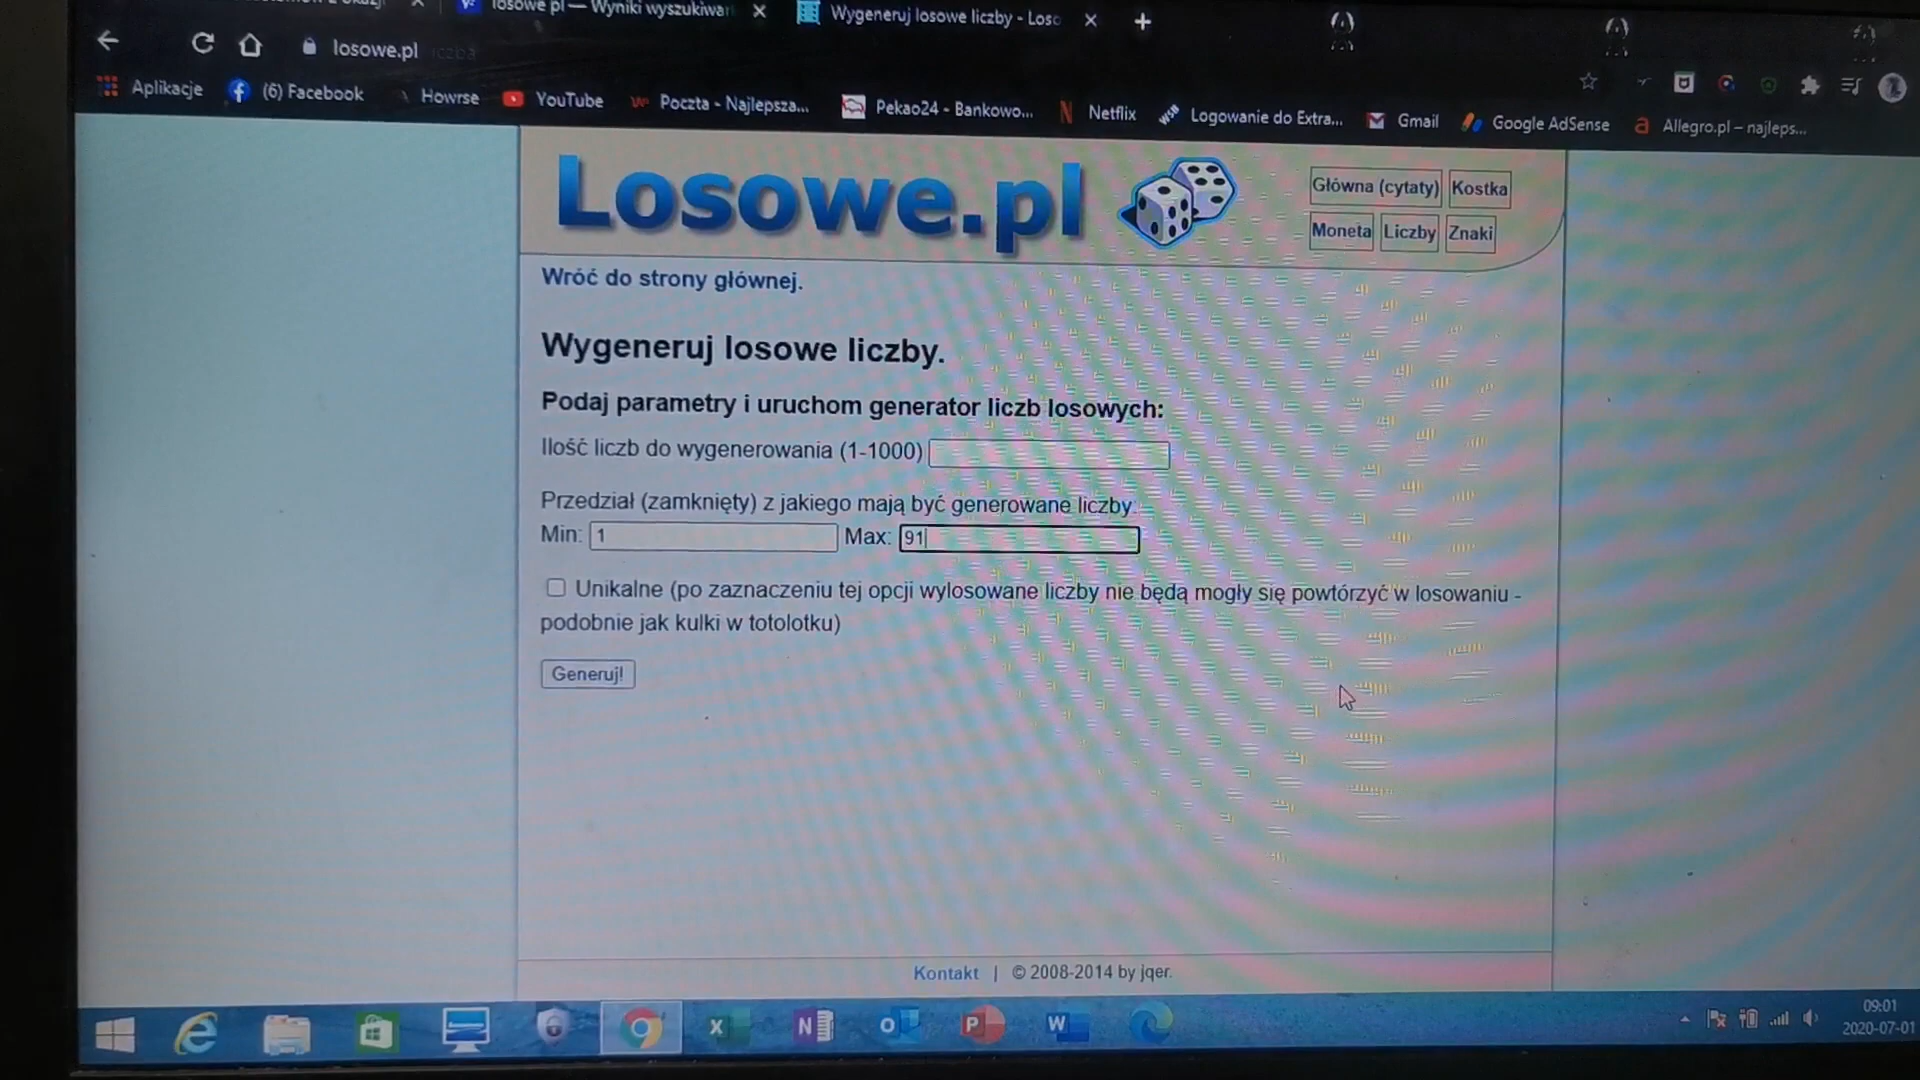 losowe pl — Wyniki wyszukiwar
Wygeneruj losowe liczby - Loso
losowe.pl
Aplikacje
(6) Facebook
Howrse
YouTube
Poczta - Najlepsza...
Pekao24 - Bankowo...
Netflix
Logowanie do Extra...
Gmail
Google AdSense
Allegro.pl – najleps...
Losowe.pl
Główna (cytaty) Kostka
Moneta Liczby Znaki
Wróć do strony głównej.
Wygeneruj losowe liczby.
Podaj parametry i uruchom generator liczb losowych:
Ilość liczb do wygenerowania (1-1000)
Przedział (zamknięty) z jakiego mają być generowane liczby:
Min: 1 Max: 91
Unikalne (po zaznaczeniu tej opcji wylosowane liczby nie będą mogły się powtórzyć w losowaniu -
podobnie jak kulki w totolotku)
Generuj!
Kontakt | © 2008-2014 by jqer.
09:01
2020-07-01